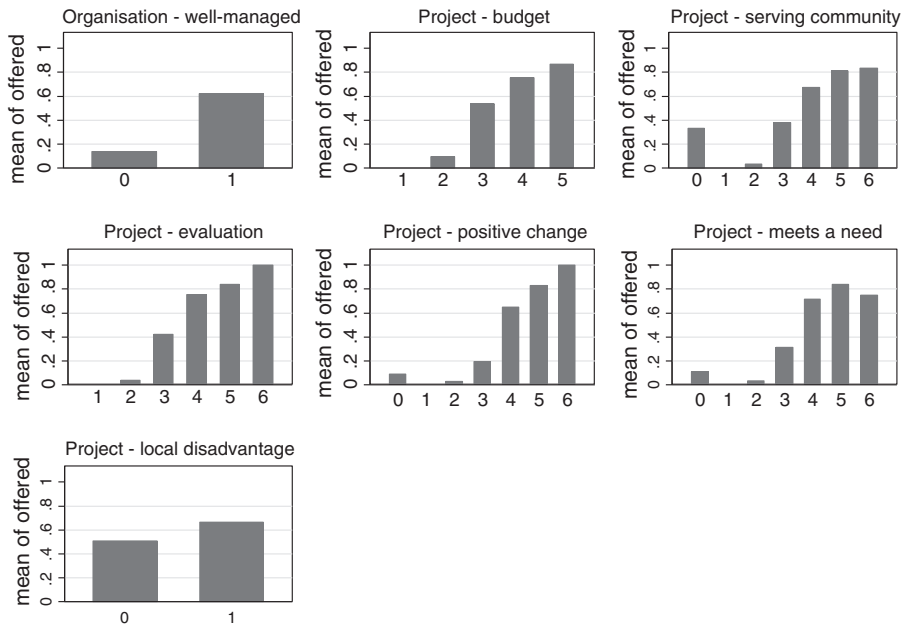 Organisation - well-managed
mean of offered
0 .2 .4 .6 .8 1
0 1
Project - budget
mean of offered
0 .2 .4 .6 .8 1
1 2 3 4 5
Project - serving community
mean of offered
0 .2 .4 .6 .8 1
0 1 2 3 4 5 6
Project - evaluation
mean of offered
0 .2 .4 .6 .8 1
1 2 3 4 5 6
Project - positive change
mean of offered
0 .2 .4 .6 .8 1
0 1 2 3 4 5 6
Project - meets a need
mean of offered
0 .2 .4 .6 .8 1
0 1 2 3 4 5 6
Project - local disadvantage
mean of offered
0 .2 .4 .6 .8 1
0 1